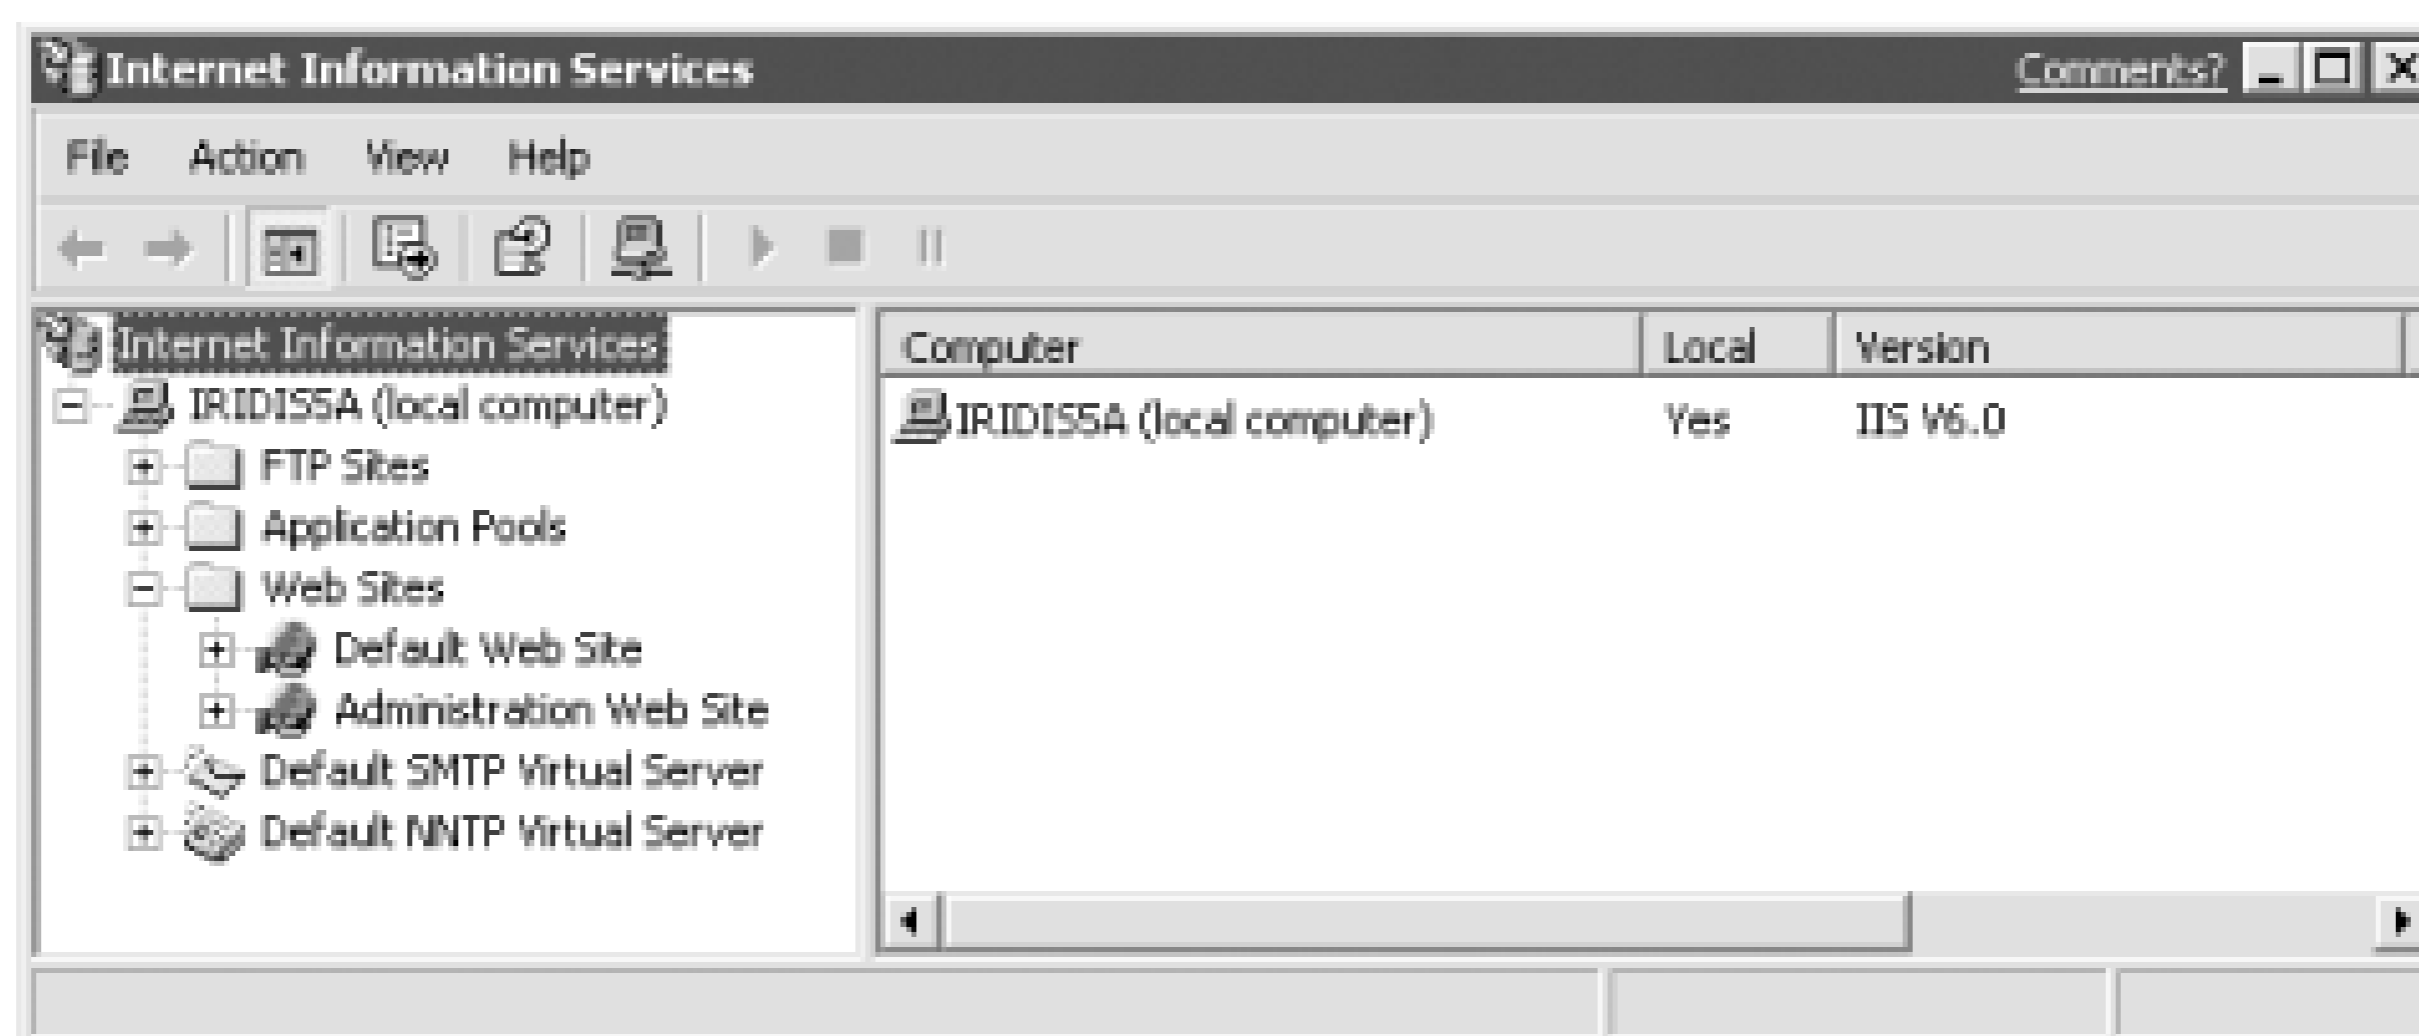 Internet Information Services
Comments?
File Action View Help
Internet Information Services
IRIDIS5A (local computer)
FTP Sites
Application Pools
Web Sites
Default Web Site
Administration Web Site
Default SMTP Virtual Server
Default NNTP Virtual Server
Computer Local Version
IRIDIS5A (local computer) Yes IIS V6.0